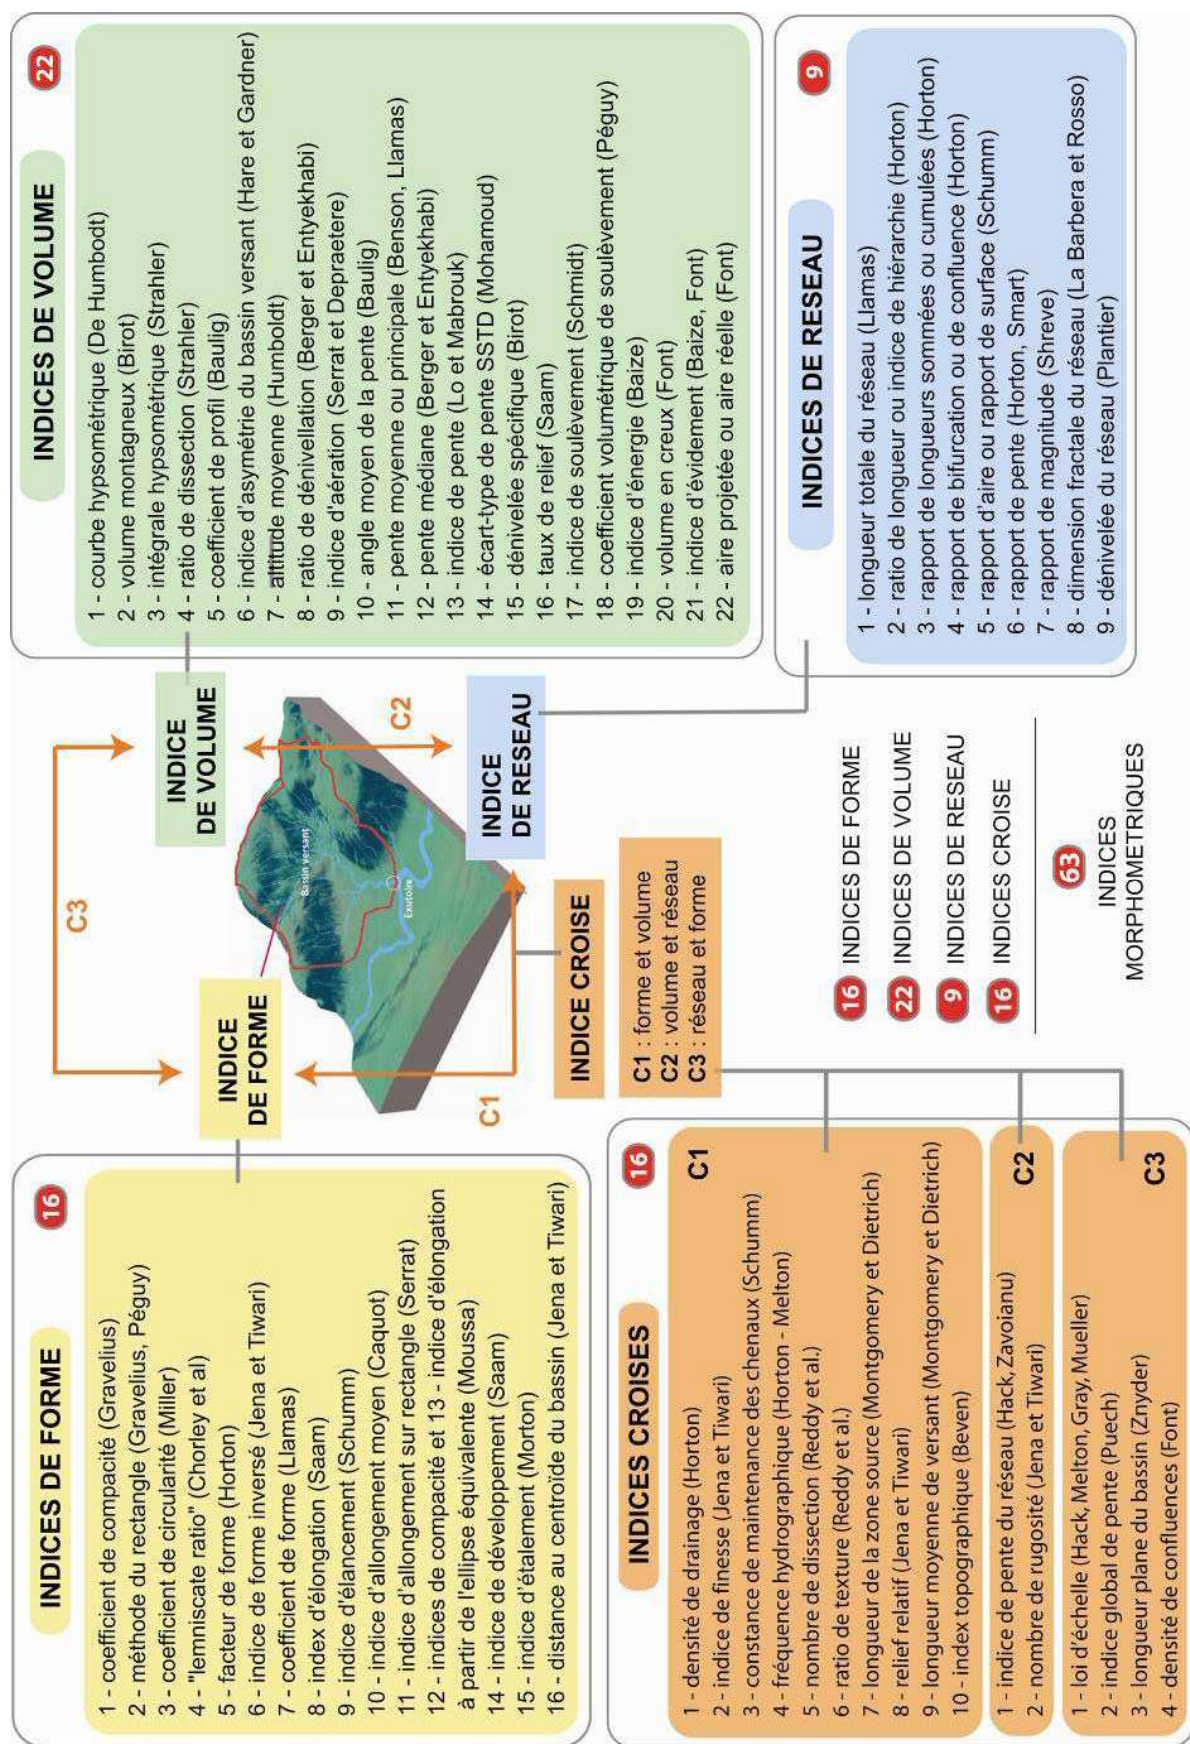 INDICES DE FORME
16
1 - coefficient de compacité (Gravelius)
2 - méthode du rectangle (Gravelius, Péguy)
3 - coefficient de circularité (Miller)
4 - "lemniscate ratio" (Chorley et al)
5 - facteur de forme (Horton)
6 - indice de forme inversé (Jena et Tiwari)
7 - coefficient de forme (Llamas)
8 - index d'élongation (Saam)
9 - indice d'élancement (Schumm)
10 - indice d'allongement moyen (Caquot)
11 - indice d'allongement sur rectangle (Serrat)
12 - indices de compacité et 13 - indice d'élongation
à partir de l'ellipse équivalente (Moussa)
14 - indice de développement (Saam)
15 - indice d'étalement (Morton)
16 - distance au centroïde du bassin (Jena et Tiwari)
C3
INDICE
DE FORME
INDICE
DE VOLUME
Bassin versant
Exutoire
C1
C2
INDICE CROISE
C1 : forme et volume
C2 : volume et réseau
C3 : réseau et forme
INDICE
DE RESEAU
INDICES DE VOLUME
22
1 - courbe hypsométrique (De Humbodt)
2 - volume montagneux (Birot)
3 - intégrale hypsométrique (Strahler)
4 - ratio de dissection (Strahler)
5 - coefficient de profil (Baulig)
6 - indice d'asymétrie du bassin versant (Hare et Gardner)
7 - altitude moyenne (Humboldt)
8 - ratio de dénivellation (Berger et Entyekhabi)
9 - indice d'aération (Serrat et Depraetere)
10 - angle moyen de la pente (Baulig)
11 - pente moyenne ou principale (Benson, Llamas)
12 - pente médiane (Berger et Entyekhabi)
13 - indice de pente (Lo et Mabrouk)
14 - écart-type de pente SSTD (Mohamoud)
15 - dénivelée spécifique (Birot)
16 - taux de relief (Saam)
17 - indice de soulèvement (Schmidt)
18 - coefficient volumétrique de soulèvement (Péguy)
19 - indice d'énergie (Baize)
20 - volume en creux (Font)
21 - indice d'évidement (Baize, Font)
22 - aire projetée ou aire réelle (Font)
INDICES CROISES
16
C1
1 - densité de drainage (Horton)
2 - indice de finesse (Jena et Tiwari)
3 - constance de maintenance des chenaux (Schumm)
4 - fréquence hydrographique (Horton - Melton)
5 - nombre de dissection (Reddy et al.)
6 - ratio de texture (Reddy et al.)
7 - longueur de la zone source (Montgomery et Dietrich)
8 - relief relatif (Jena et Tiwari)
9 - longueur moyenne de versant (Montgomery et Dietrich)
10 - index topographique (Beven)
1 - indice de pente du réseau (Hack, Zavoianu)
2 - nombre de rugosité (Jena et Tiwari)
C2
1 - loi d'échelle (Hack, Melton, Gray, Mueller)
2 - indice global de pente (Puech)
3 - longueur plane du bassin (Znyder)
4 - densité de confluences (Font)
C3
16 INDICES DE FORME
22 INDICES DE VOLUME
9 INDICES DE RESEAU
16 INDICES CROISE
63
INDICES
MORPHOMETRIQUES
INDICES DE RESEAU
9
1 - longueur totale du réseau (Llamas)
2 - ratio de longueur ou indice de hiérarchie (Horton)
3 - rapport de longueurs sommées ou cumulées (Horton)
4 - rapport de bifurcation ou de confluence (Horton)
5 - rapport d'aire ou rapport de surface (Schumm)
6 - rapport de pente (Horton, Smart)
7 - rapport de magnitude (Shreve)
8 - dimension fractale du réseau (La Barbera et Rosso)
9 - dénivelée du réseau (Plantier)